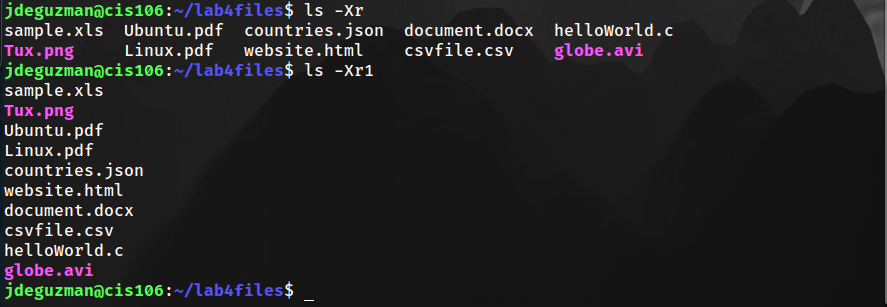 jdeguzman@cis106:~/lab4files$ ls -Xr
sample.xls  Ubuntu.pdf  countries.json  document.docx  helloWorld.c
Tux.png     Linux.pdf   website.html    csvfile.csv    globe.avi
jdeguzman@cis106:~/lab4files$ ls -Xr1
sample.xls
Tux.png
Ubuntu.pdf
Linux.pdf
countries.json
website.html
document.docx
csvfile.csv
helloWorld.c
globe.avi
jdeguzman@cis106:~/lab4files$ _